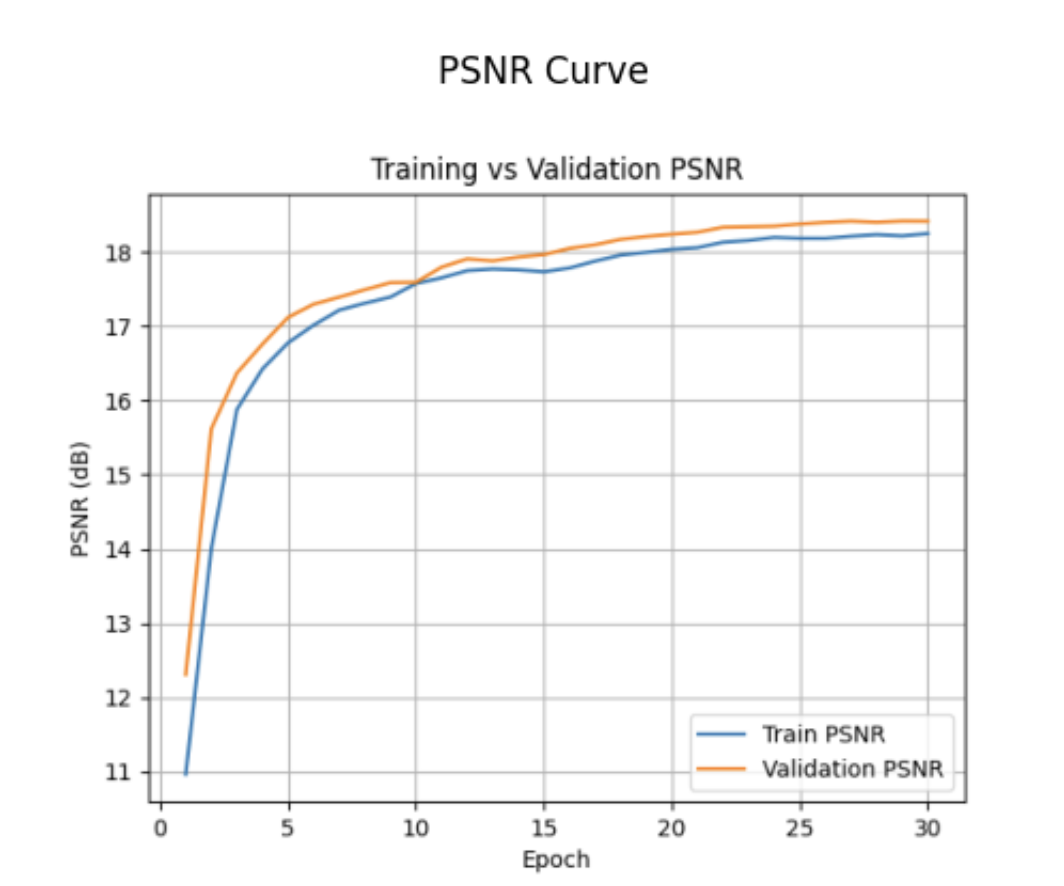 PSNR Curve
Training vs Validation PSNR
PSNR (dB)
18
17
16
15
14
13
12
11
Train PSNR
Validation PSNR
0 5 10 15 20 25 30
Epoch